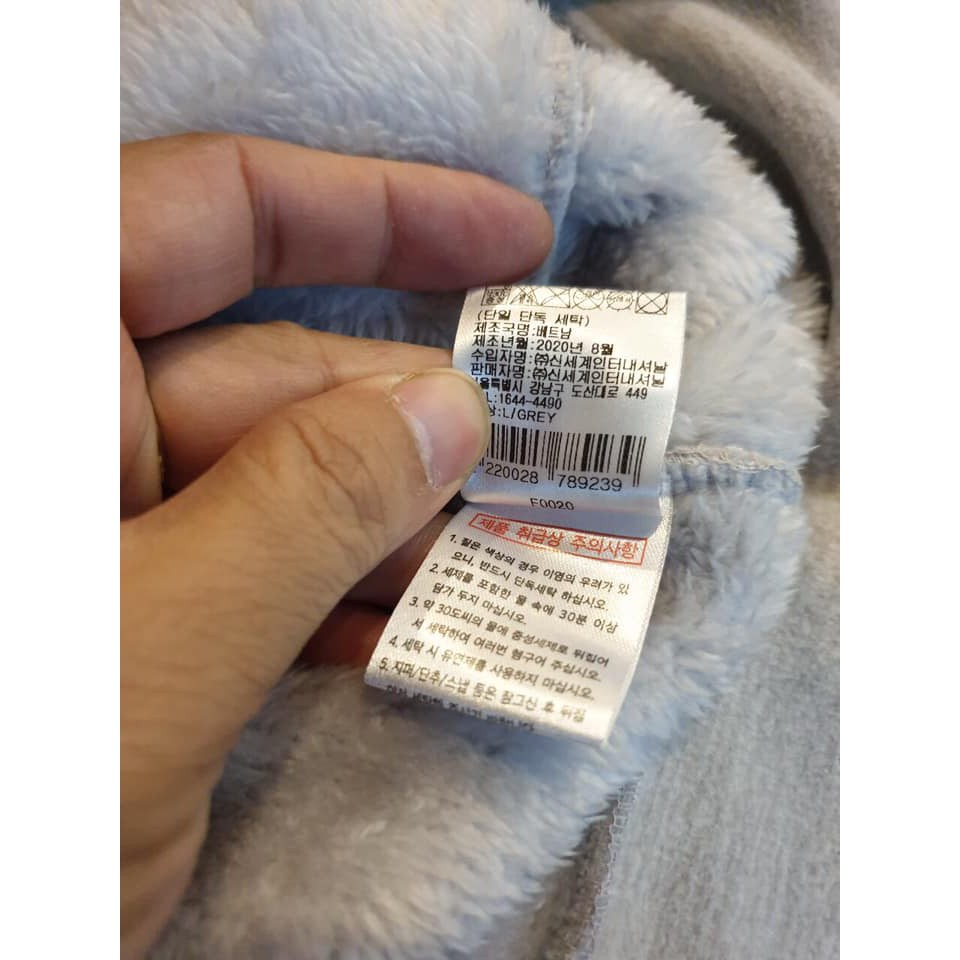 (단일 단독 세탁)
제조국명:베트남
제조년월:2020년 8월
수입자명:㈜신세계인터내셔날
판매자명:㈜신세계인터내셔날
강남구 도산대로 449
L:1644-4490
상:L/GREY
220028 789239
F0020
제품 취급상 주의사항
1. 짙은 색상의 경우 이염의 우려가 있
으니, 반드시 단독세탁 하십시오.
2. 세제를 포함한 물 속에 30분 이상
담가 두지 마십시오.
3. 약 30도씨의 물에 중성세제로 뒤집어
서 세탁하여 여러번 헹구어 주십시오.
4. 세탁 시 유연제를 사용하지 마십시오.
5. 지퍼/단추/스냅 등은 잠그신 후 뒤집